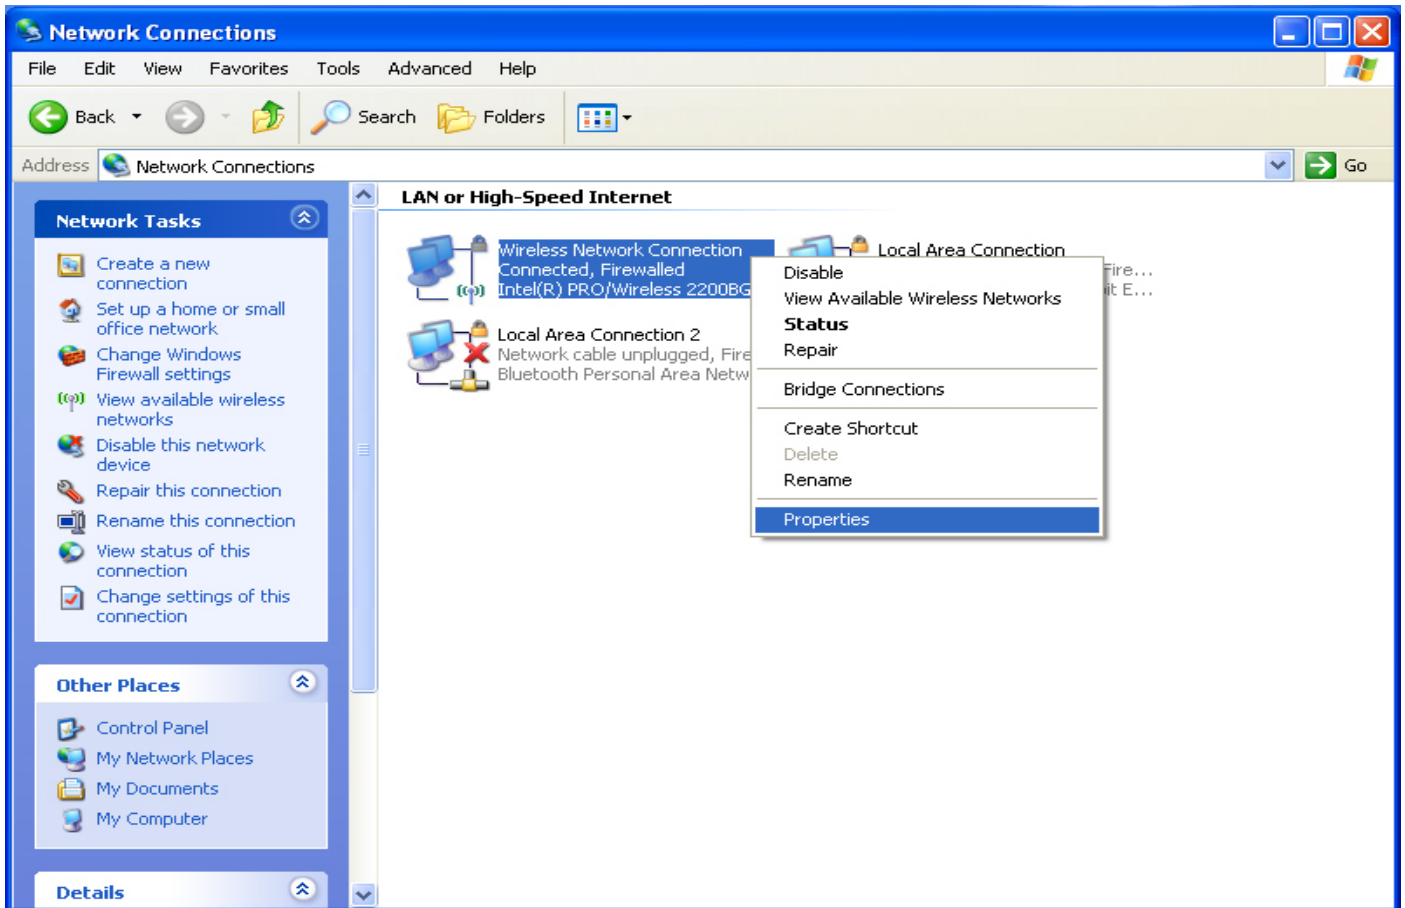 Network Connections
File Edit View Favorites Tools Advanced Help
Back Search Folders
Address Network Connections Go
Network Tasks
Create a new
connection
Set up a home or small
office network
Change Windows
Firewall settings
View available wireless
networks
Disable this network
device
Repair this connection
Rename this connection
View status of this
connection
Change settings of this
connection
Other Places
Control Panel
My Network Places
My Documents
My Computer
Details
LAN or High-Speed Internet
Wireless Network Connection
Connected, Firewalled
Intel(R) PRO/Wireless 2200BG
Local Area Connection
Fire...
it E...
Local Area Connection 2
Network cable unplugged, Fire
Bluetooth Personal Area Netw
Disable
View Available Wireless Networks
Status
Repair
Bridge Connections
Create Shortcut
Delete
Rename
Properties